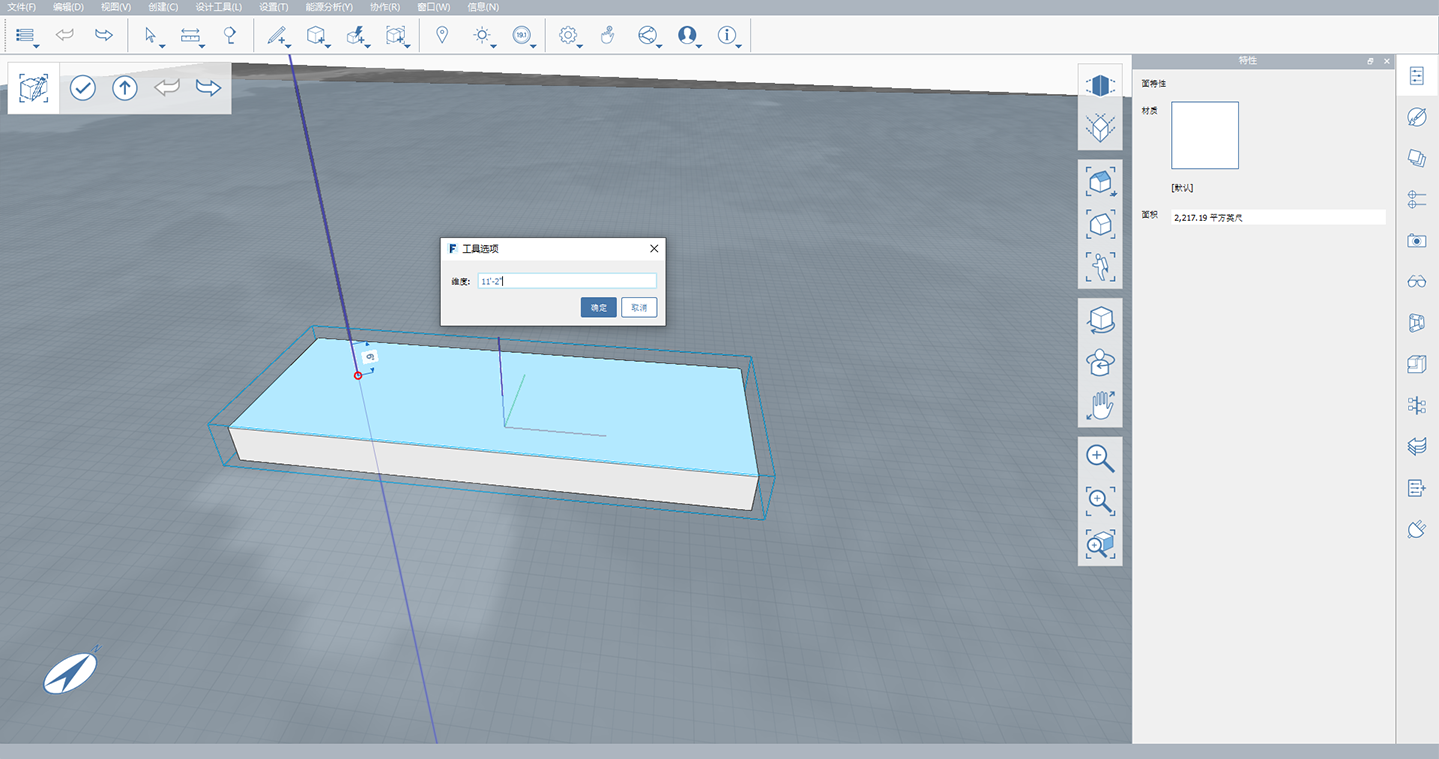 文件(F) 编辑(D) 视图(V) 创建(C) 设计工具(L) 设置(T) 能源分析(Y) 协作(R) 窗口(W) 信息(N)
19.1
特性
面特性
材质
[默认]
面积 2,217.19 平方英尺
F 工具选项
维度: 11'-2"
确定 取消